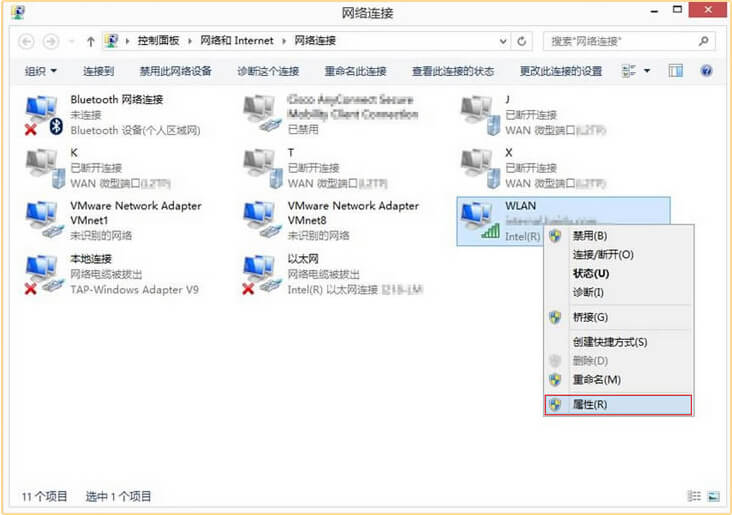 网络连接
控制面板 › 网络和 Internet › 网络连接
搜索"网络连接"
组织
连接到
禁用此网络设备
诊断这个连接
重命名此连接
查看此连接的状态
更改此连接的设置
Bluetooth 网络连接
未连接
Bluetooth 设备(个人区域网)
Cisco AnyConnect Secure
Mobility Client Connection
已禁用
J
已断开连接
WAN 微型端口(L2TP)
K
已断开连接
WAN 微型端口(L2TP)
T
已断开连接
WAN 微型端口(L2TP)
X
已断开连接
WAN 微型端口(L2TP)
VMware Network Adapter
VMnet1
未识别的网络
VMware Network Adapter
VMnet8
未识别的网络
WLAN
Intel(R)
本地连接
网络电缆被拔出
TAP-Windows Adapter V9
以太网
网络电缆被拔出
Intel(R) 以太网连接
禁用(B)
连接/断开(O)
状态(U)
诊断(I)
桥接(G)
创建快捷方式(S)
删除(D)
重命名(M)
属性(R)
11 个项目
选中 1 个项目